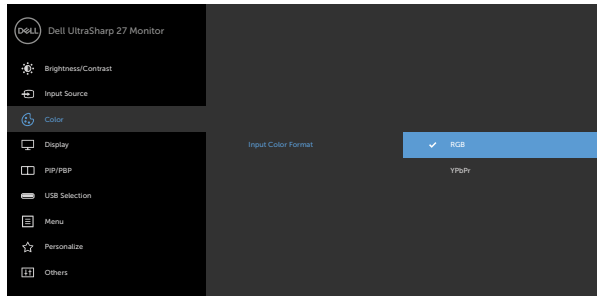 DELL Dell UltraSharp 27 Monitor
Brightness/Contrast
Input Source
Color
Display
Input Color Format
RGB
PIP/PBP
YPbPr
USB Selection
Menu
Personalize
Others